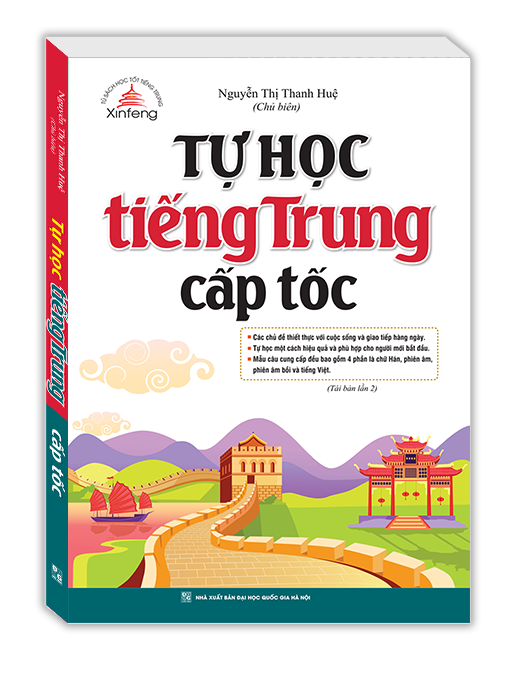 TỦ SÁCH HỌC TỐT TIẾNG TRUNG
Xinfeng
Nguyễn Thị Thanh Huệ
(Chủ biên)
TỰ HỌC
tiếng Trung
cấp tốc
Các chủ đề thiết thực với cuộc sống và giao tiếp hàng ngày.
Tự học một cách hiệu quả và phù hợp cho người mới bắt đầu.
Mẫu câu cung cấp đều bao gồm 4 phần là chữ Hán, phiên âm,
phiên âm bồi và tiếng Việt.
(Tái bản lần 2)
NHÀ XUẤT BẢN ĐẠI HỌC QUỐC GIA HÀ NỘI
Nguyễn Thị Thanh Huệ
(Chủ biên)
Tự học tiếng Trung cấp tốc